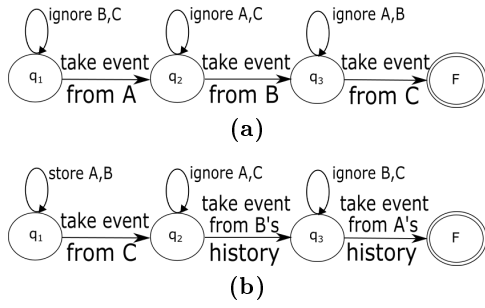 ignore B,C
ignore A,C
ignore A,B
take event
take event
take event
q1
q2
q3
F
from A
from B
from C
(a)
store A,B
ignore A,C
ignore B,C
take event
take event
take event
from B's
from A's
q1
q2
q3
F
from C
history
history
(b)